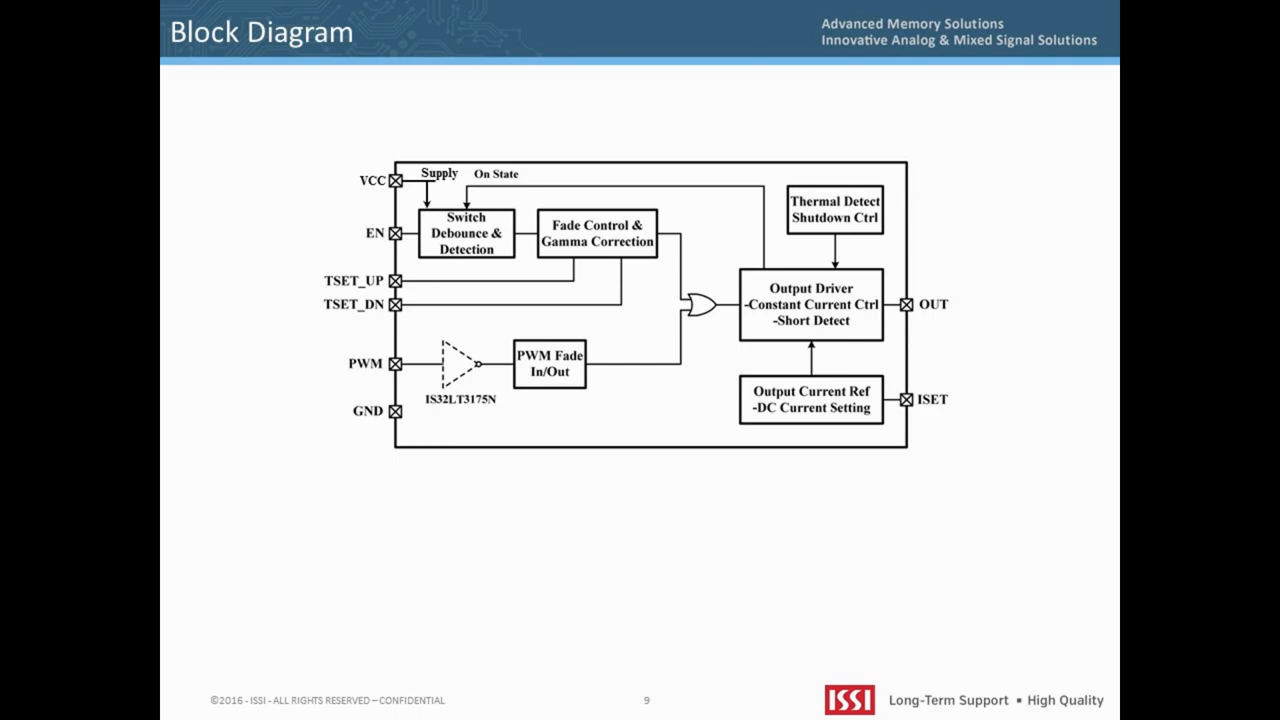 Block Diagram
Advanced Memory Solutions
Innovative Analog & Mixed Signal Solutions
VCC
Supply
On State
EN
Switch
Debounce &
Detection
Fade Control &
Gamma Correction
Thermal Detect
Shutdown Ctrl
TSET_UP
TSET_DN
Output Driver
-Constant Current Ctrl
-Short Detect
OUT
PWM
IS32LT3175N
PWM Fade
In/Out
Output Current Ref
-DC Current Setting
ISET
GND
©2016 - ISSI - ALL RIGHTS RESERVED – CONFIDENTIAL
9
ISSI
Long-Term Support ▪ High Quality